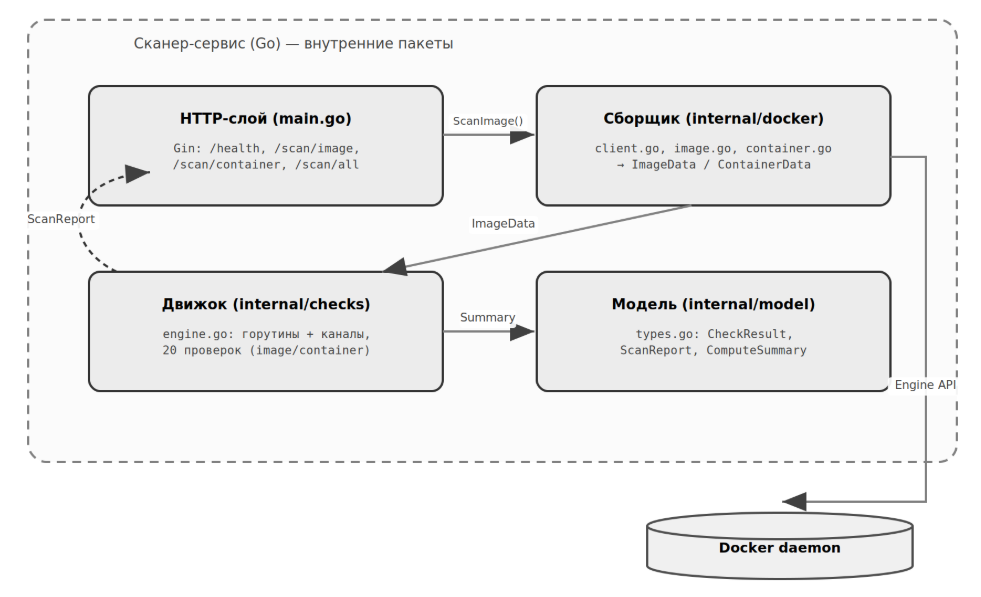 Сканер-сервис (Go) — внутренние пакеты
HTTP-слой (main.go)
Gin: /health, /scan/image,
/scan/container, /scan/all
ScanImage()
Сборщик (internal/docker)
client.go, image.go, container.go
→ ImageData / ContainerData
ScanReport
ImageData
Движок (internal/checks)
engine.go: горутины + каналы,
20 проверок (image/container)
Summary
Модель (internal/model)
types.go: CheckResult,
ScanReport, ComputeSummary
Engine API
Docker daemon